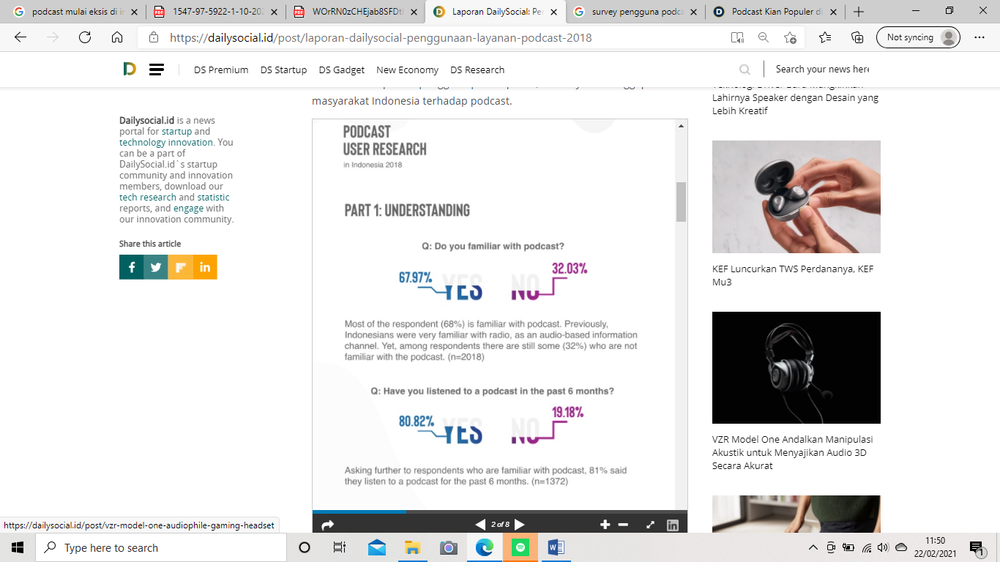 podcast mulai eksis di i
1547-97-5922-1-10-202
WOrRN0zCHEjab8SFDti
Laporan DailySocial: Pe
survey pengguna podca
Podcast Kian Populer di
https://dailysocial.id/post/laporan-dailysocial-penggunaan-layanan-podcast-2018
Not syncing
DS Premium DS Startup DS Gadget New Economy DS Research
Search your news here
masyarakat Indonesia terhadap podcast.
Dailysocial.id is a news
portal for startup and
technology innovation. You
can be a part of
DailySocial.id`s startup
community and innovation
members, download our
tech research and statistic
reports, and engage with
our innovation community.
Share this article
PODCAST
USER RESEARCH
in Indonesia 2018
PART 1: UNDERSTANDING
Q: Do you familiar with podcast?
67.97% YES NO 32.03%
Most of the respondent (68%) is familiar with podcast. Previously,
Indonesians were very familiar with radio, as an audio-based information
channel. Yet, among respondents there are still some (32%) who are not
familiar with the podcast. (n=2018)
Q: Have you listened to a podcast in the past 6 months?
80.82% YES NO 19.18%
Asking further to respondents who are familiar with podcast, 81% said
they listen to a podcast for the past 6 months. (n=1372)
2 of 8
Lahirnya Speaker dengan Desain yang
Lebih Kreatif
KEF Luncurkan TWS Perdananya, KEF
Mu3
VZR Model One Andalkan Manipulasi
Akustik untuk Menyajikan Audio 3D
Secara Akurat
https://dailysocial.id/post/vzr-model-one-audiophile-gaming-headset
Type here to search
11:50
22/02/2021
1